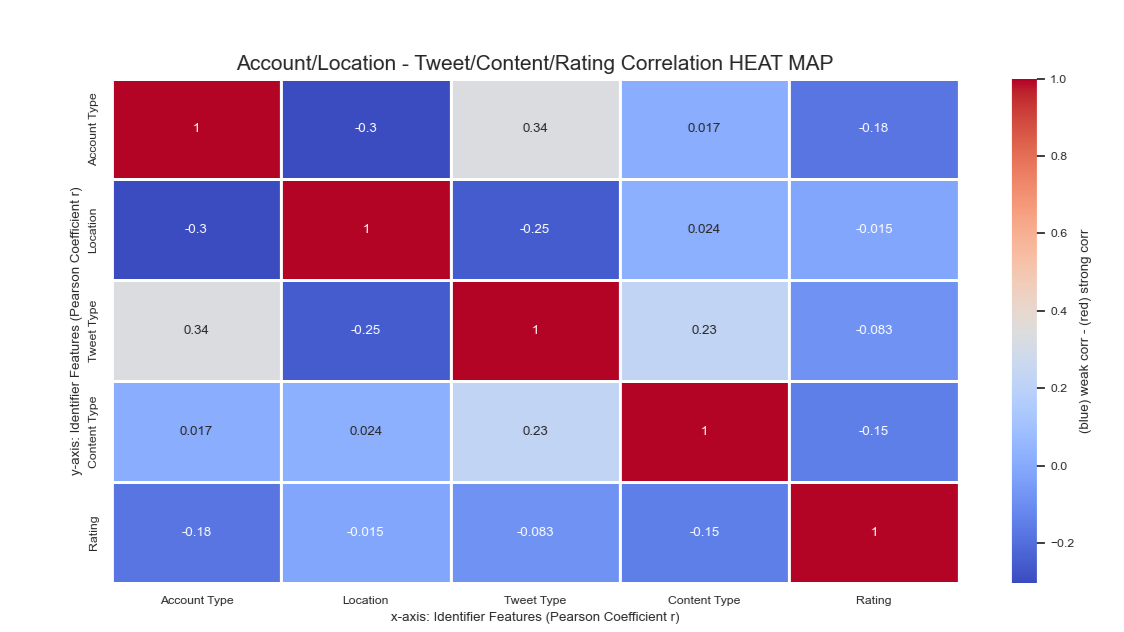 Account/Location - Tweet/Content/Rating Correlation HEAT MAP
y-axis: Identifier Features (Pearson Coefficient r)
Account Type
1
-0.3
0.34
0.017
-0.18
Location
-0.3
1
-0.25
0.024
-0.015
Tweet Type
0.34
-0.25
1
0.23
-0.083
Content Type
0.017
0.024
0.23
1
-0.15
Rating
-0.18
-0.015
-0.083
-0.15
1
Account Type
Location
Tweet Type
Content Type
Rating
x-axis: Identifier Features (Pearson Coefficient r)
1.0
0.8
0.6
0.4
0.2
0.0
−0.2
(blue) weak corr - (red) strong corr